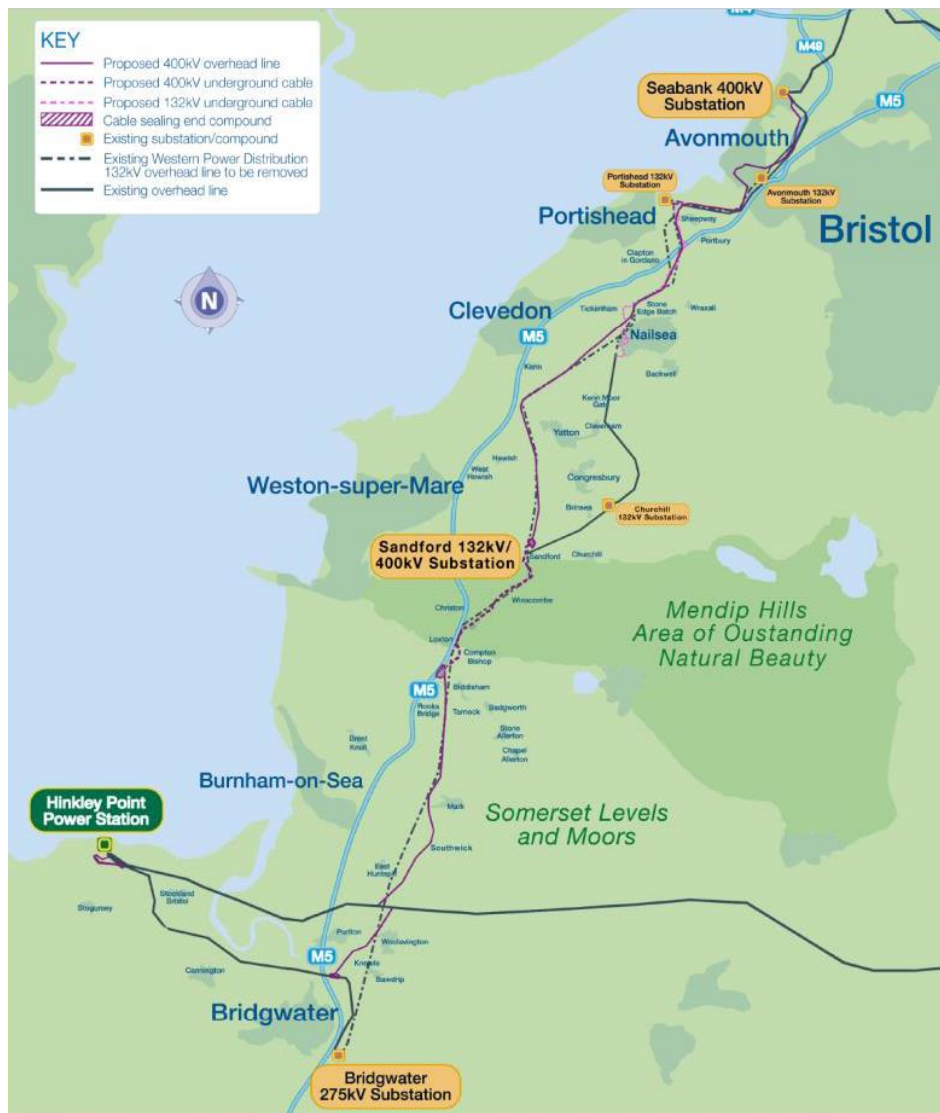 KEY
Proposed 400kV overhead line
Proposed 400kV underground cable
Proposed 132kV underground cable
Cable sealing end compound
Existing substation/compound
Existing Western Power Distribution
132kV overhead line to be removed
Existing overhead line
M49
Seabank 400kV
Substation
M5
Avonmouth
Portishead 132kV
Substation
Avonmouth 132kV
Substation
Portishead
Sheepway
Bristol
Portbury
Clapton
in Gordano
Clevedon
Tickenham
Stone
Edge Batch
Wraxall
M5
Nailsea
Kenn
Backwell
Kenn Moor
Gate
Yatton
Claverham
Hewish
West
Hewish
Congresbury
Weston-super-Mare
Brinsea
Churchill
132kV Substation
Sandford 132kV/
400kV Substation
Sandford
Churchill
Winscombe
Christon
Mendip Hills
Area of Oustanding
Natural Beauty
Loxton
Compton
Bishop
M5
Biddisham
Rooks
Bridge
Tarnock
Badgworth
Stone
Allerton
Brent
Knoll
Chapel
Allerton
Burnham-on-Sea
Hinkley Point
Power Station
Mark
Somerset Levels
and Moors
Southwick
East
Huntspill
Stockland
Bristol
Stogursey
Puriton
Woolavington
M5
Knowle
Cannington
Bawdrip
Bridgwater
Bridgwater
275kV Substation
N